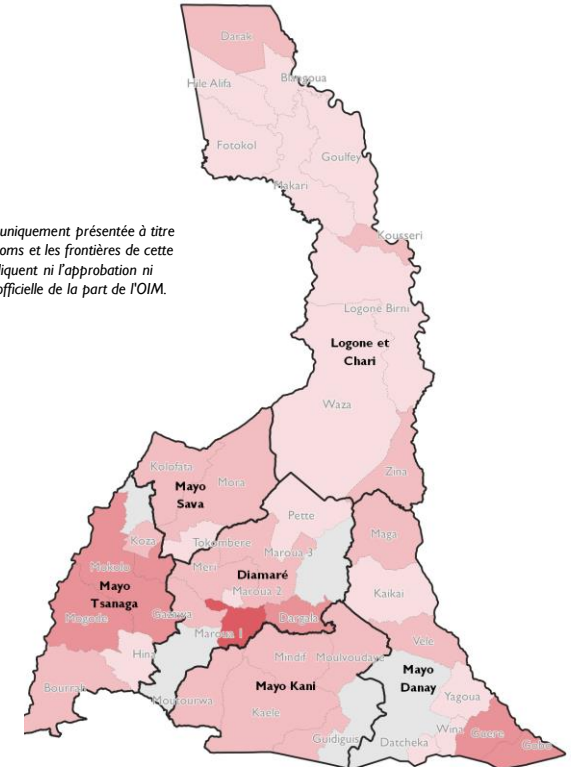 Darak
Blangoua
Hile Alifa
Fotokol
Goulfey
Makari
uniquement présentée à titre
oms et les frontières de cette
liquent ni l'approbation ni
officielle de la part de l'OIM.
Kousseri
Logone Birni
Logone et
Chari
Waza
Zina
Kolofata
Mora
Mayo
Sava
Pette
Maga
Koza
Tokombere
Maroua 3
Meri
Mokolo
Diamaré
Mayo
Tsanaga
Maroua 2
Kaikai
Mogode
Gazawa
Dargala
Maroua 1
Vele
Hina
Mindif
Moulvoudaye
Mayo
Danay
Bourrah
Moutourwa
Mayo Kani
Yagoua
Kaele
Wina
Guere
Guidiguis
Datcheka
Gobo